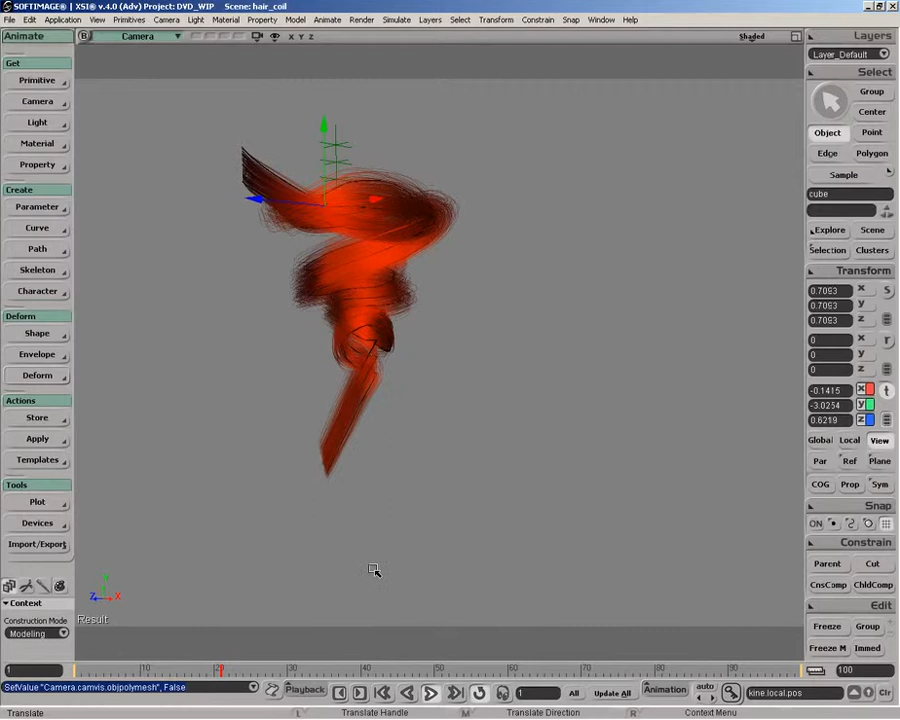 SOFTIMAGE® | XSI® v.4.0 (Adv) Project: DVD_WIP    Scene: hair_coil
File Edit Application View Primitives Material Property Modify Animate Render Simulate Layers Select Transform Constrain Snap Window Help
Animate
B Camera X Y Z Shaded
Layers
Layer_Default
Get
Primitive
Camera
Light
Material
Property
Create
Parameter
Curve
Path
Skeleton
Character
Deform
Shape
Envelope
Deform
Actions
Store
Apply
Templates
Tools
Plot
Devices
Import/Export
Context
Construction Mode
Modeling
Y
Z X
Result
Select
Group
Center
Object Point
Edge Polygon
Sample
cube
Explore Scene
Selection Clusters
Transform
0.7093 x s
0.7093 y
0.7093 z
0 x r
0 y
0 z
-0.1415 x t
-3.0254 y
0.6219 z
Global Local View
Par Ref Plane
COG Prop Sym
Snap
ON
Constrain
Parent Cut
CnsComp ChldComp
Edit
Freeze Group
Freeze M Immed
1 10 20 30 40 50 60 70 80 90 100
SetValue "Camera.camvis.objpolymesh", False
Playback 1 All Update All Animation auto kine.local.pos
Translate L Translate Handle M Translate Direction R Context Menu